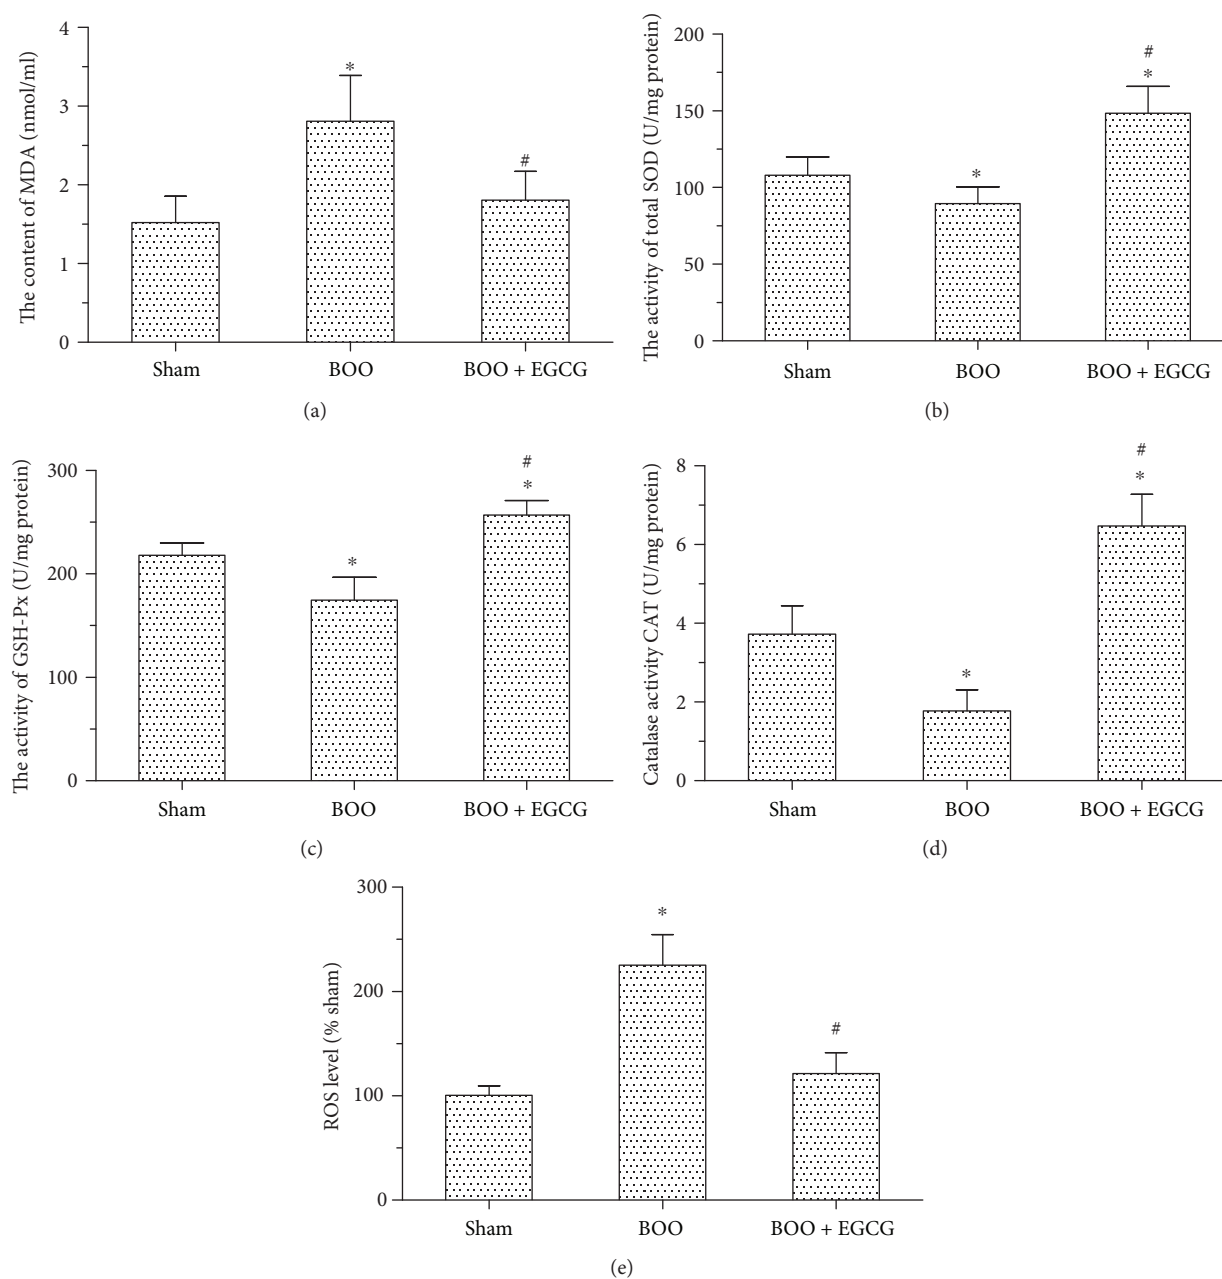 The content of MDA (nmol/ml)
4
3
2
1
0
*
#
Sham BOO BOO + EGCG
(a)
The activity of total SOD (U/mg protein)
200
150
100
50
0
*
#
*
Sham BOO BOO + EGCG
(b)
The activity of GSH-Px (U/mg protein)
300
200
100
0
*
#
*
Sham BOO BOO + EGCG
(c)
Catalase activity CAT (U/mg protein)
8
6
4
2
0
*
#
*
Sham BOO BOO + EGCG
(d)
ROS level (% sham)
300
200
100
0
*
#
Sham BOO BOO + EGCG
(e)